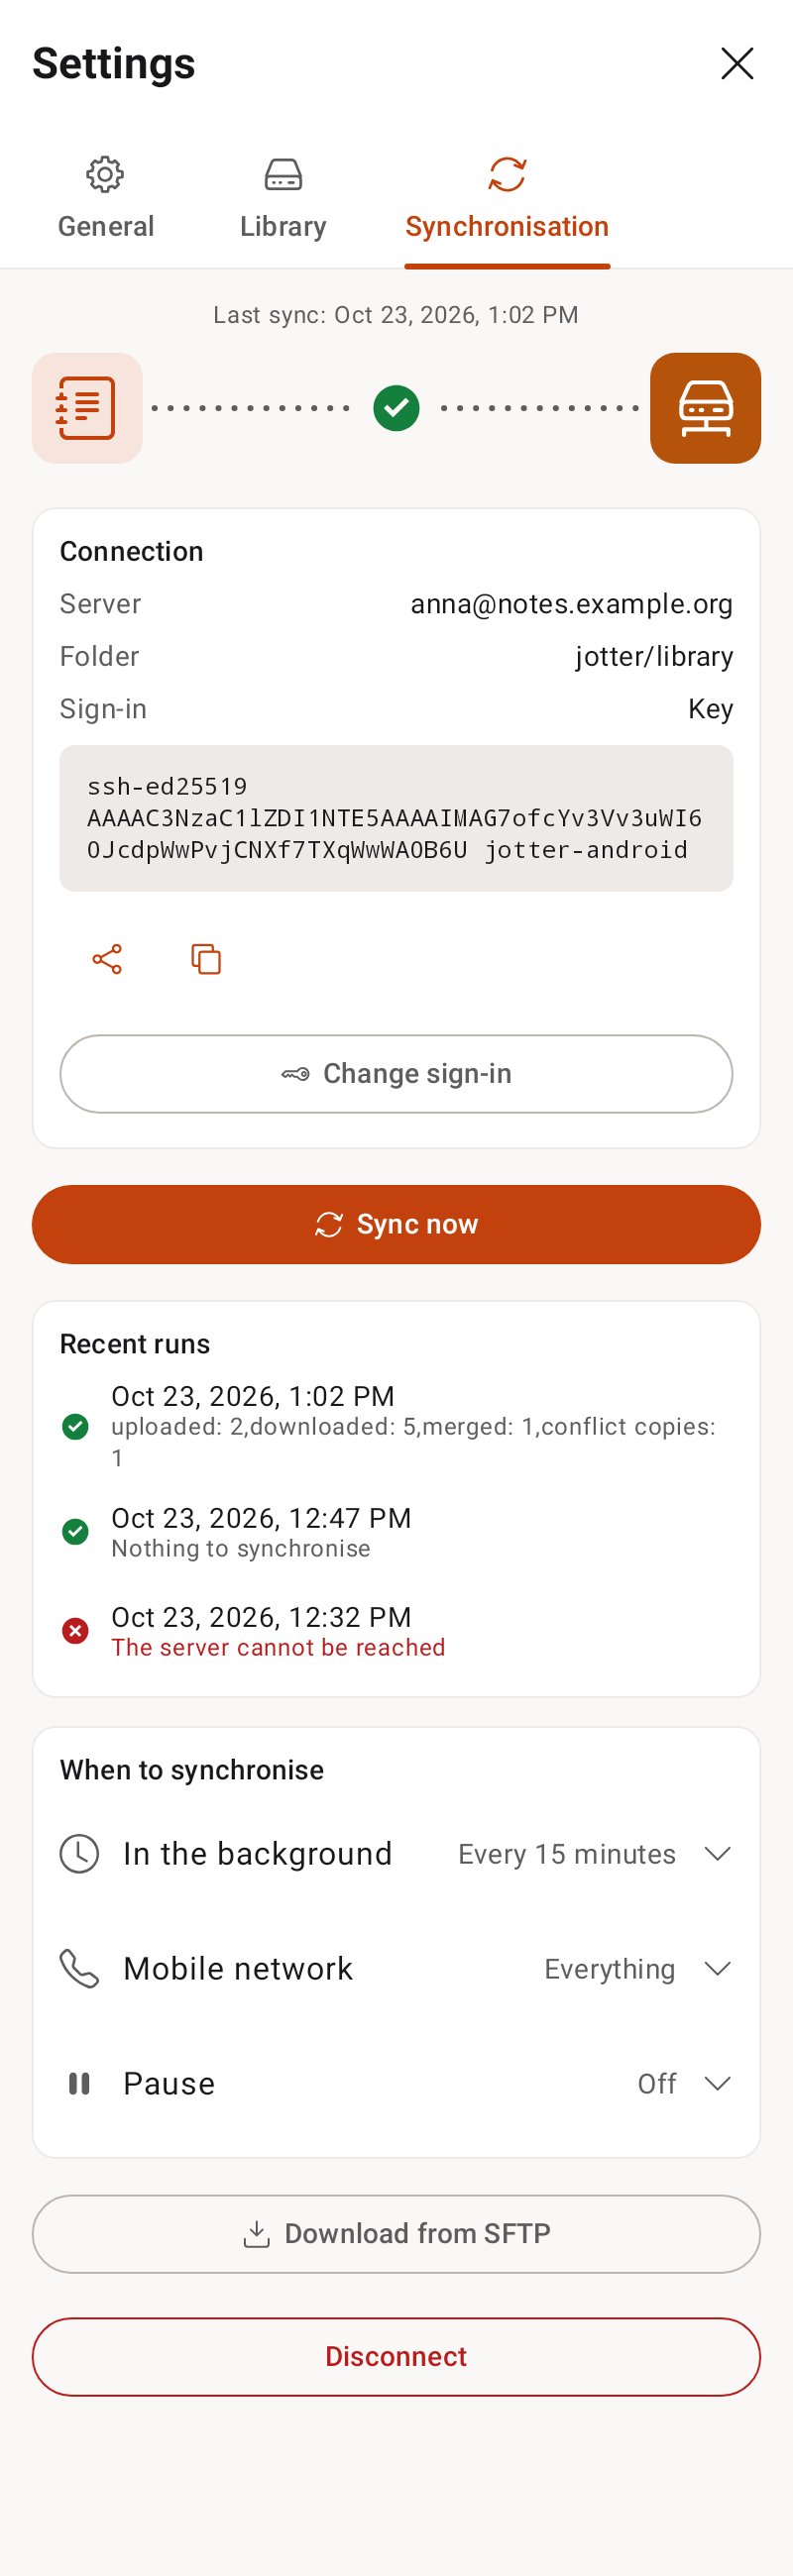 Settings
General
Library
Synchronisation
Last sync: Oct 23, 2026, 1:02 PM
Connection
Server anna@notes.example.org
Folder jotter/library
Sign-in Key
ssh-ed25519
AAAAC3NzaC1lZDI1NTE5AAAAIMAG7ofcYv3Vv3uWI6
OJcdpWwPvjCNXf7TXqWwWAOB6U jotter-android
Change sign-in
Sync now
Recent runs
Oct 23, 2026, 1:02 PM
uploaded: 2,downloaded: 5,merged: 1,conflict copies:
1
Oct 23, 2026, 12:47 PM
Nothing to synchronise
Oct 23, 2026, 12:32 PM
The server cannot be reached
When to synchronise
In the background Every 15 minutes
Mobile network Everything
Pause Off
Download from SFTP
Disconnect